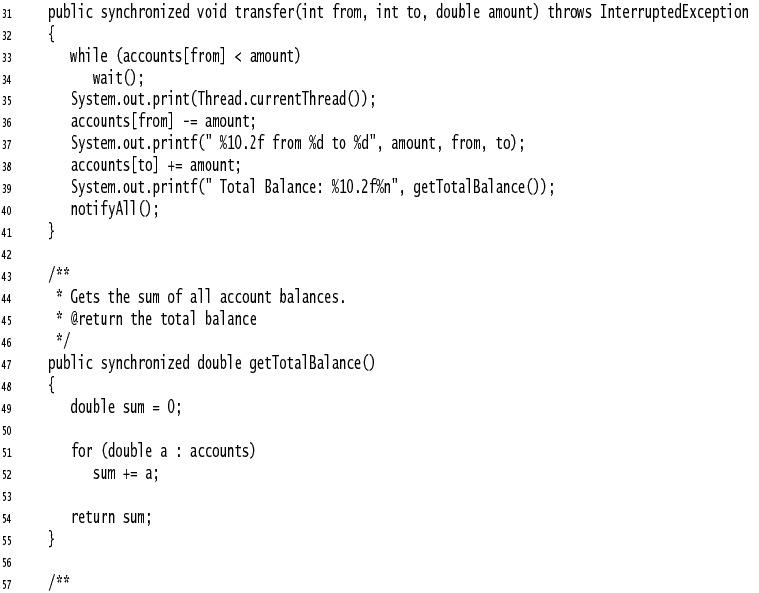 31 public synchronized void transfer(int from, int to, double amount) throws InterruptedException
32 {
33 while (accounts[from] < amount)
34 wait();
35 System.out.print(Thread.currentThread());
36 accounts[from] -= amount;
37 System.out.printf(" %10.2f from %d to %d", amount, from, to);
38 accounts[to] += amount;
39 System.out.printf(" Total Balance: %10.2f%n", getTotalBalance());
40 notifyAll();
41 }
42
43 /**
44 * Gets the sum of all account balances.
45 * @return the total balance
46 */
47 public synchronized double getTotalBalance()
48 {
49 double sum = 0;
50
51 for (double a : accounts)
52 sum += a;
53
54 return sum;
55 }
56
57 /**